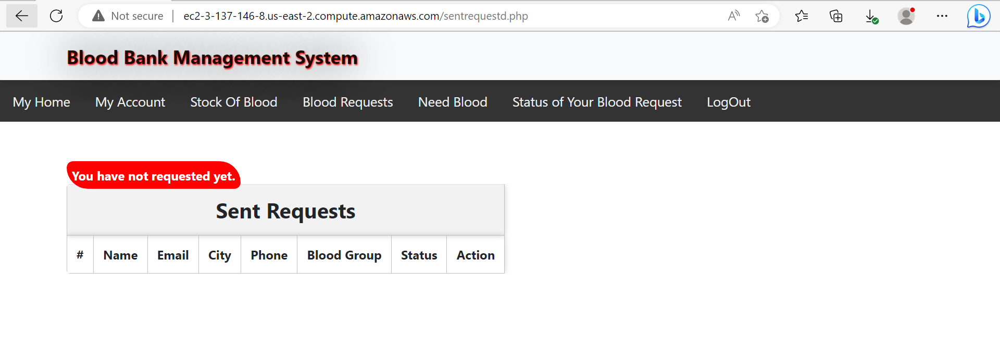 Not secure | ec2-3-137-146-8.us-east-2.compute.amazonaws.com/sentrequestd.php
Blood Bank Management System
My Home My Account Stock Of Blood Blood Requests Need Blood Status of Your Blood Request LogOut
You have not requested yet.
Sent Requests
# Name Email City Phone Blood Group Status Action